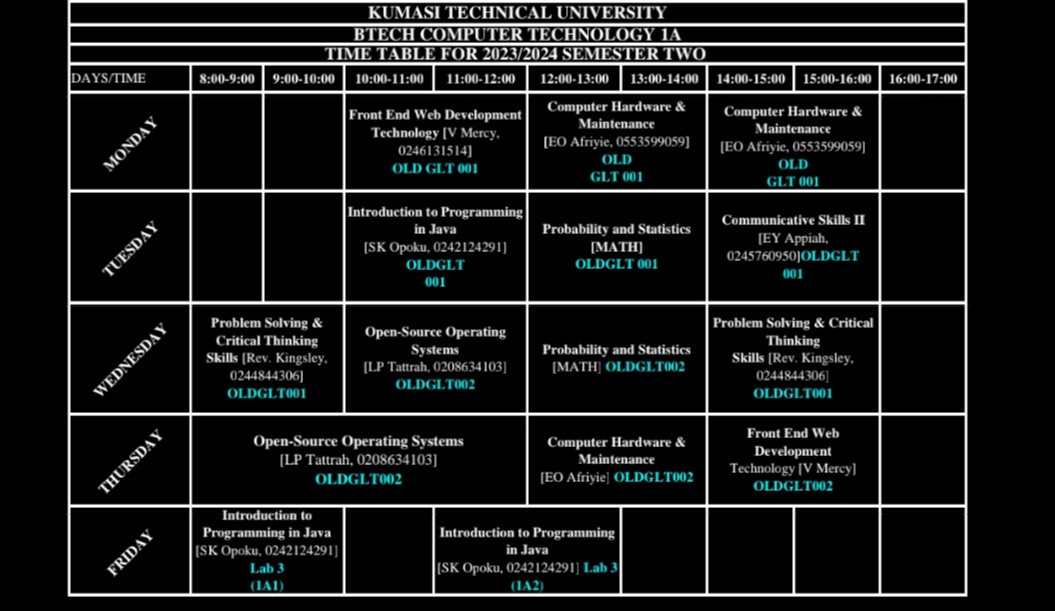 KUMASI TECHNICAL UNIVERSITY
BTECH COMPUTER TECHNOLOGY 1A
TIME TABLE FOR 2023/2024 SEMESTER TWO
DAYS/TIME 8:00-9:00 9:00-10:00 10:00-11:00 11:00-12:00 12:00-13:00 13:00-14:00 14:00-15:00 15:00-16:00 16:00-17:00
MONDAY
Front End Web Development
Technology [V Mercy,
0246131514]
OLD GLT 001
Computer Hardware &
Maintenance
[EO Afriyie, 0553599059]
OLD
GLT 001
Computer Hardware &
Maintenance
[EO Afriyie, 0553599059]
OLD
GLT 001
TUESDAY
Introduction to Programming
in Java
[SK Opoku, 0242124291]
OLDGLT
001
Probability and Statistics
[MATH]
OLDGLT 001
Communicative Skills II
[EY Appiah,
0245760950]OLDGLT
001
WEDNESDAY
Problem Solving &
Critical Thinking
Skills [Rev. Kingsley,
0244844306]
OLDGLT001
Open-Source Operating
Systems
[LP Tattrah, 0208634103]
OLDGLT002
Probability and Statistics
[MATH] OLDGLT002
Problem Solving & Critical
Thinking
Skills [Rev. Kingsley,
0244844306]
OLDGLT001
THURSDAY
Open-Source Operating Systems
[LP Tattrah, 0208634103]
OLDGLT002
Computer Hardware &
Maintenance
[EO Afriyie] OLDGLT002
Front End Web
Development
Technology [V Mercy]
OLDGLT002
FRIDAY
Introduction to
Programming in Java
[SK Opoku, 0242124291]
Lab 3
(1A1)
Introduction to Programming
in Java
[SK Opoku, 0242124291] Lab 3
(1A2)